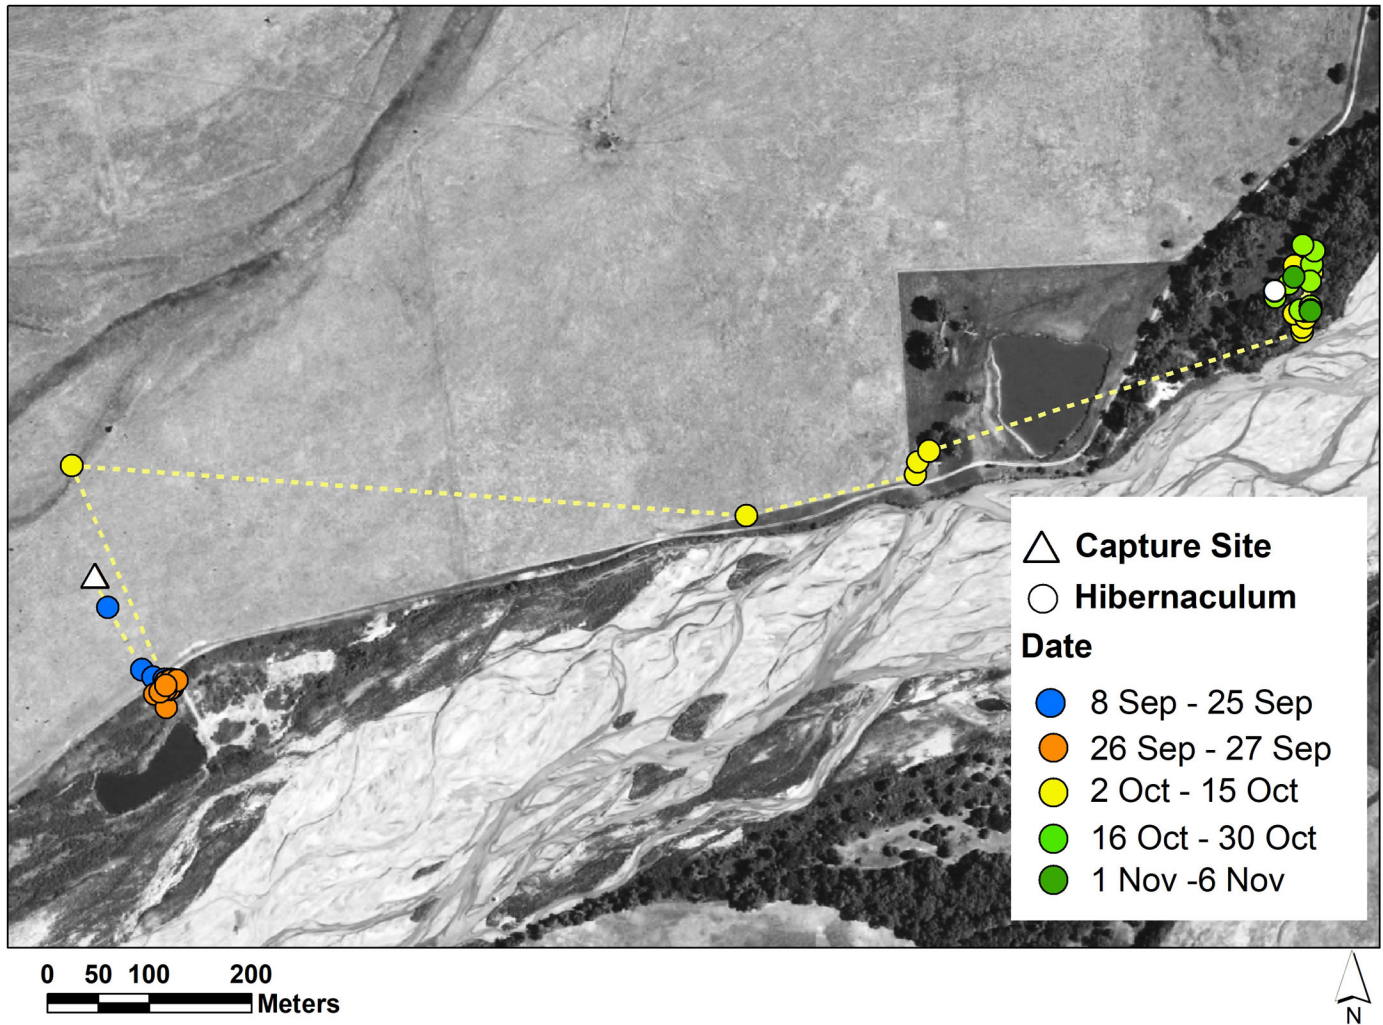 Capture Site
Hibernaculum
Date
8 Sep - 25 Sep
26 Sep - 27 Sep
2 Oct - 15 Oct
16 Oct - 30 Oct
1 Nov -6 Nov
0 50 100 200
Meters
N